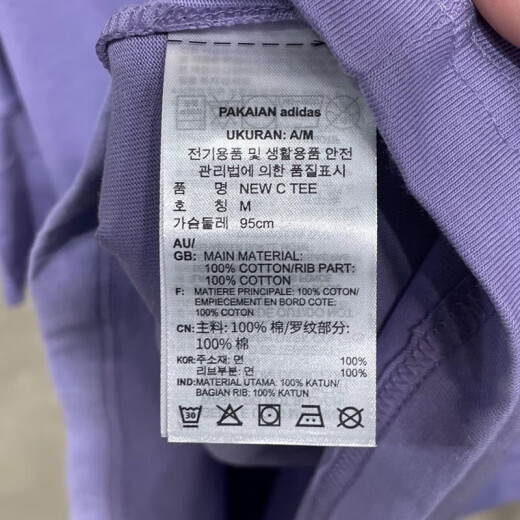 PAKAIAN adidas
UKURAN: A/M
전기용품 및 생활용품 안전
관리법에 의한 품질표시
품 명 NEW C TEE
호 칭 M
가슴둘레 95cm
AU/
GB: MAIN MATERIAL:
100% COTTON/RIB PART:
100% COTTON
F: MATIERE PRINCIPALE: 100% COTON/
EMPIECEMENT EN BORD COTE:
100% COTON
CN: 主料: 100% 棉/罗纹部分:
100% 棉
KOR: 주소재: 면 100%
리브부분: 면 100%
IND: MATERIAL UTAMA: 100% KATUN/
BAGIAN RIB: 100% KATUN
30